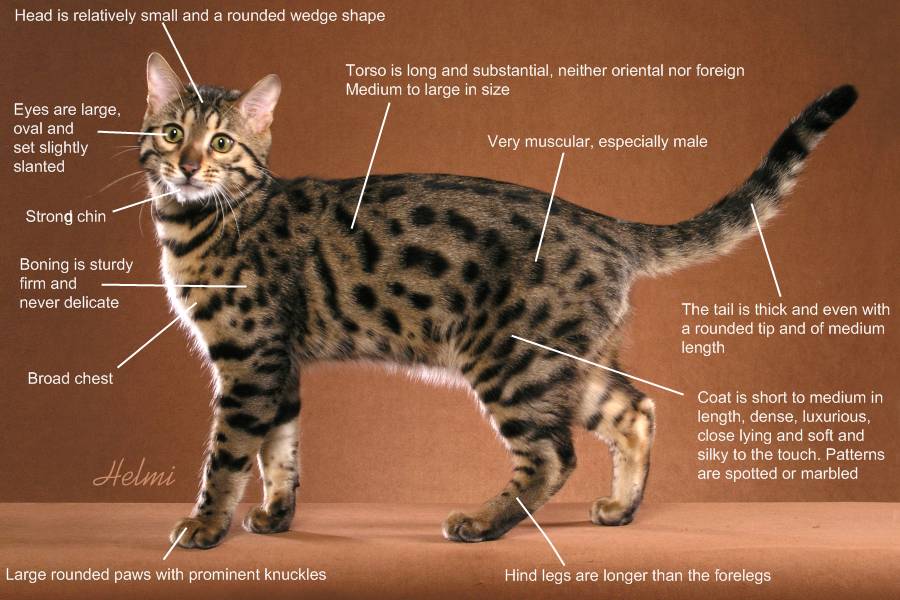 Head is relatively small and a rounded wedge shape
Torso is long and substantial, neither oriental nor foreign
Medium to large in size
Eyes are large,
oval and
set slightly
slanted
Very muscular, especially male
Strong chin
Boning is sturdy
firm and
never delicate
The tail is thick and even with
a rounded tip and of medium
length
Broad chest
Coat is short to medium in
length, dense, luxurious,
close lying and soft and
silky to the touch. Patterns
are spotted or marbled
Helmi
Large rounded paws with prominent knuckles
Hind legs are longer than the forelegs